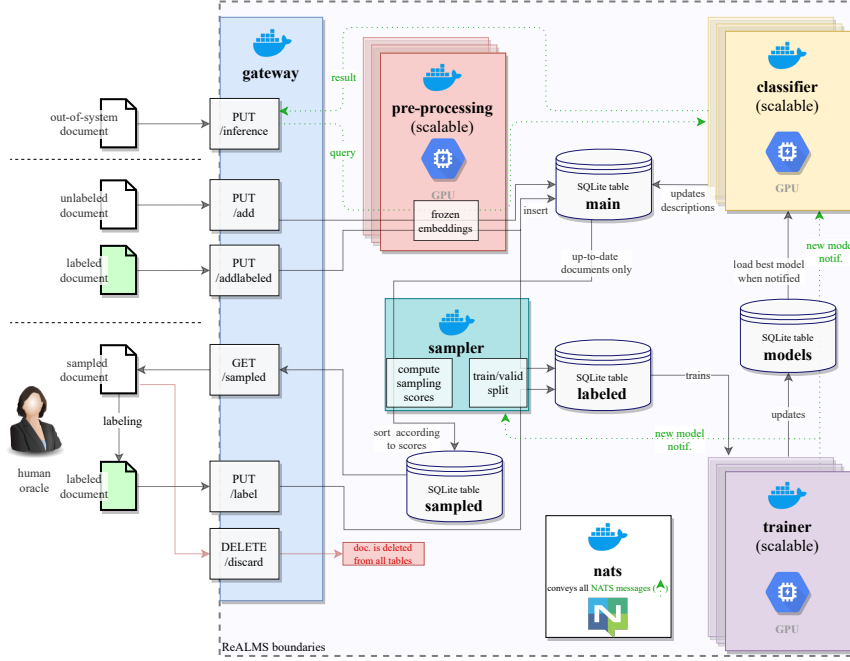 gateway
out-of-system
document
PUT
/inference
result
query
pre-processing
(scalable)
GPU
frozen
embeddings
classifier
(scalable)
GPU
unlabeled
document
PUT
/add
labeled
document
PUT
/addlabeled
insert
SQLite table
main
updates
descriptions
up-to-date
documents only
load best model
when notified
new model
notif.
sampler
compute
sampling
scores
train/valid
split
SQLite table
labeled
trains
SQLite table
models
updates
sampled
document
GET
/sampled
labeling
human
oracle
labeled
document
PUT
/label
sort according
to scores
SQLite table
sampled
new model
notif.
DELETE
/discard
doc. is deleted
from all tables
nats
conveys all NATS messages ( )
N
trainer
(scalable)
GPU
ReALMS boundaries